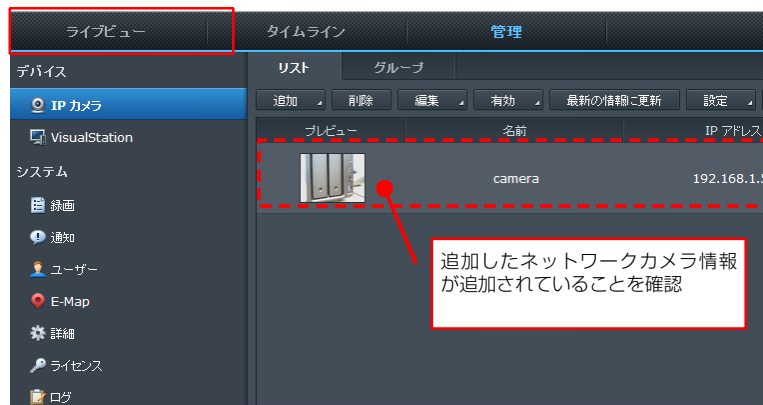 ライブビュー
タイムライン
管理
デバイス
リスト
グループ
IP カメラ
追加
削除
編集
有効
最新の情報に更新
設定
VisualStation
プレビュー
名前
IP アドレス
システム
camera
192.168.1.5
録画
通知
ユーザー
E-Map
詳細
ライセンス
ログ
追加したネットワークカメラ情報
が追加されていることを確認